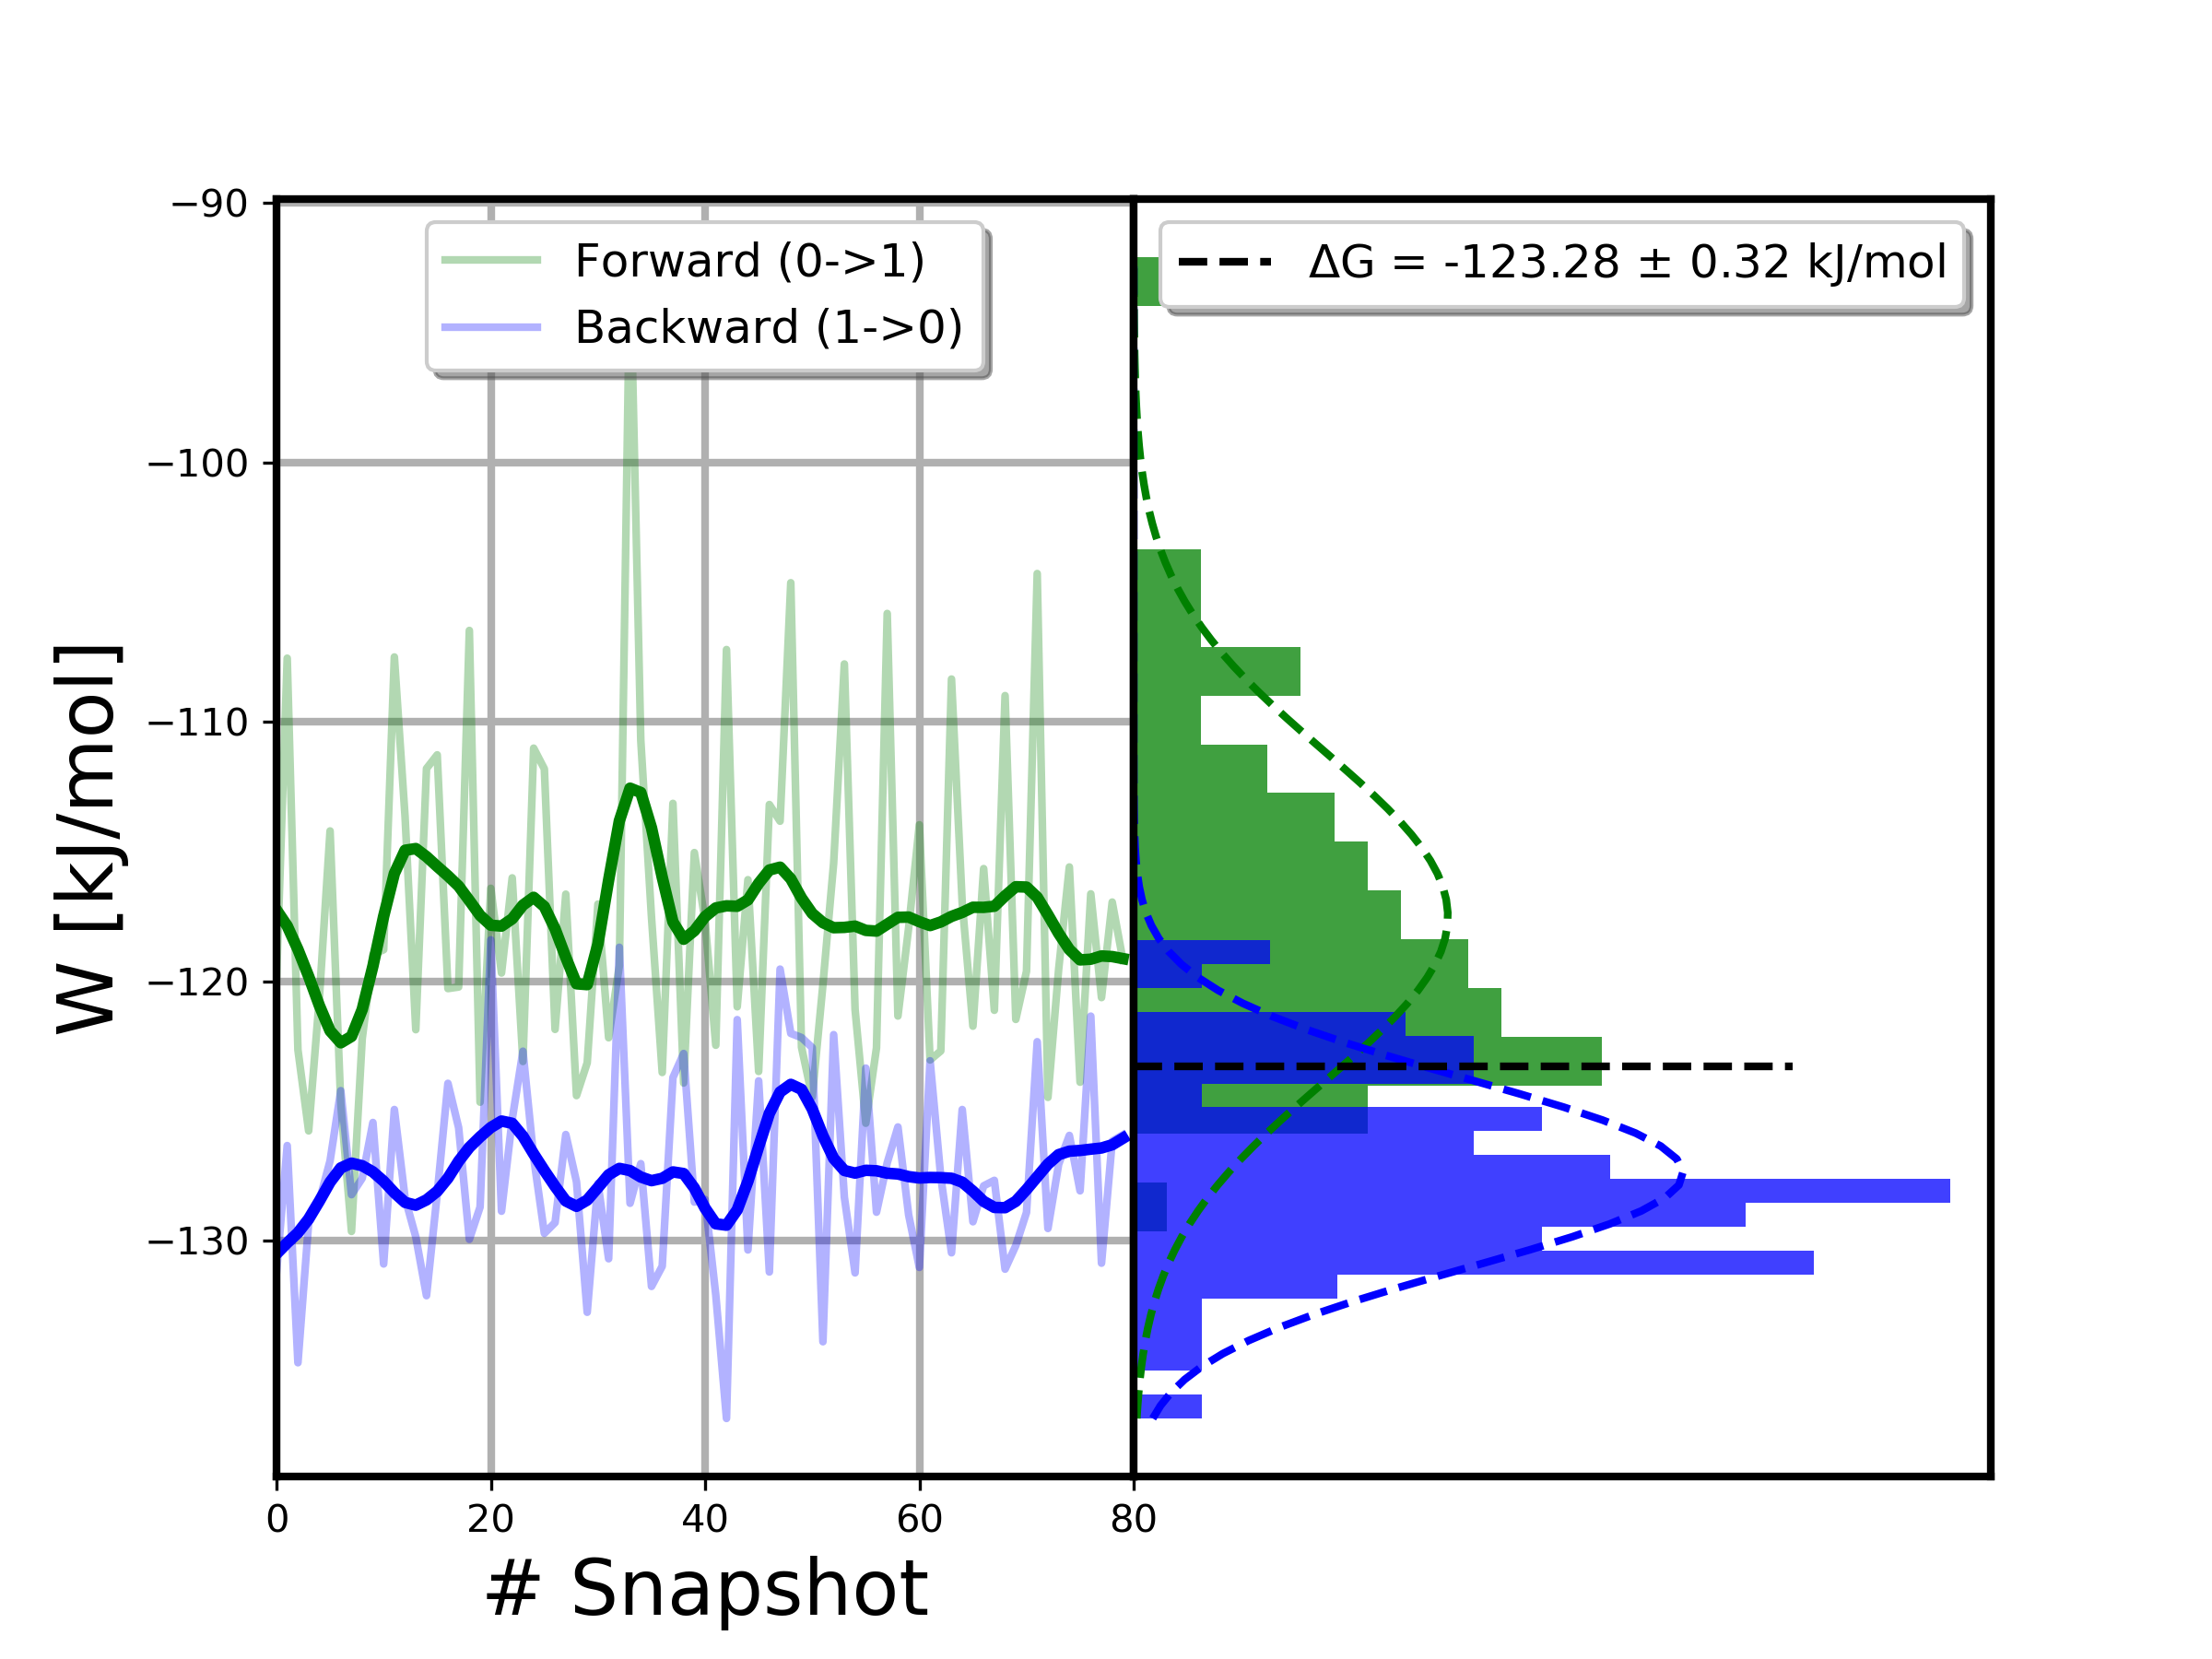 −90
−100
−110
−120
−130
W [kJ/mol]
Forward (0->1)
Backward (1->0)
ΔG = -123.28 ± 0.32 kJ/mol
0 20 40 60 80
# Snapshot